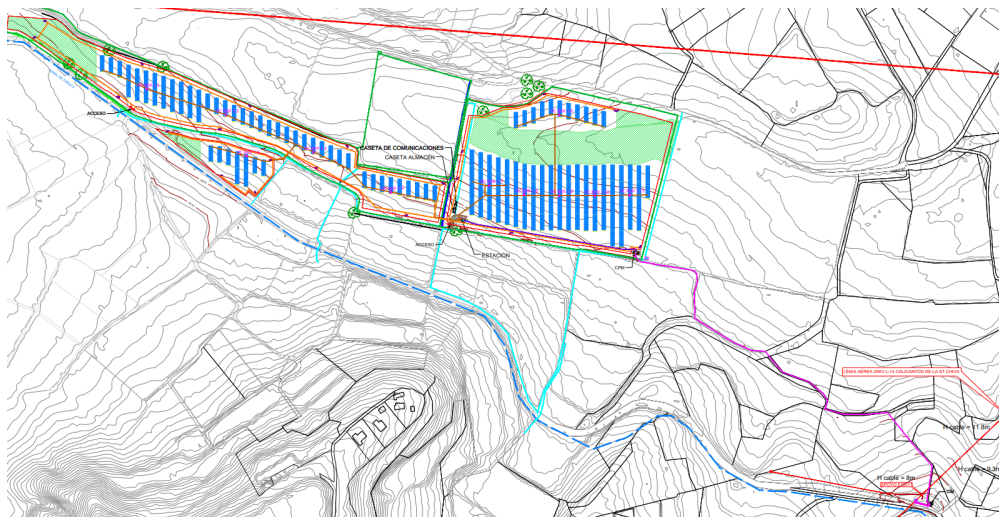 ACCESO
CASETA DE COMUNICACIONES
CASETA ALMACÉN
ACCESO
ESTACIÓN
CPM
LÍNEA AÉREA 20KV L-14 CALICANTOS DE LA ST CHIVA
H cable = 11.8m
H cable = 9.3m
H cable = 8m
CM